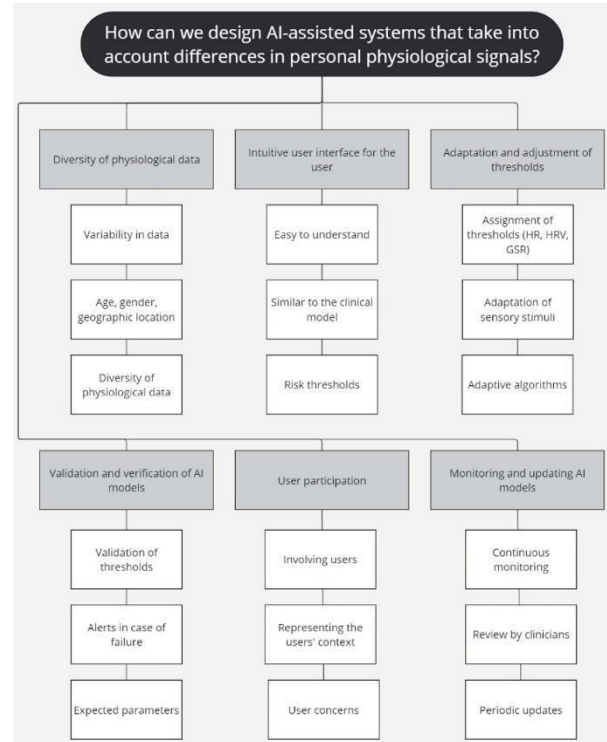 How can we design AI-assisted systems that take into
account differences in personal physiological signals?
Diversity of physiological data
Variability in data
Age, gender,
geographic location
Diversity of
physiological data
Intuitive user interface for the
user
Easy to understand
Similar to the clinical
model
Risk thresholds
Adaptation and adjustment of
thresholds
Assignment of
thresholds (HR, HRV,
GSR)
Adaptation of
sensory stimuli
Adaptive algorithms
Validation and verification of AI
models
Validation of
thresholds
Alerts in case of
failure
Expected parameters
User participation
Involving users
Representing the
users' context
User concerns
Monitoring and updating AI
models
Continuous
monitoring
Review by clinicians
Periodic updates